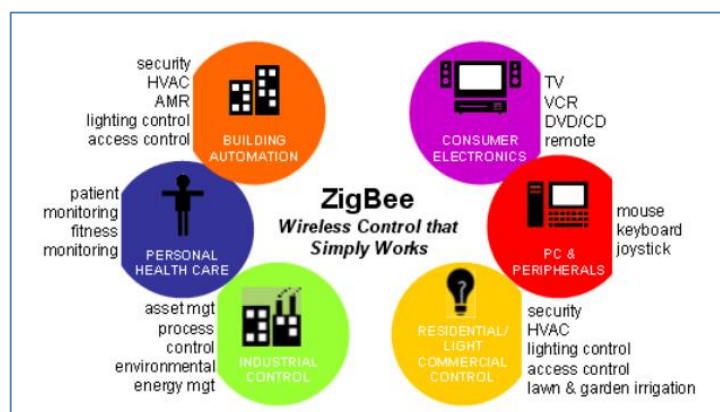 security
HVAC
AMR
lighting control
access control
BUILDING
AUTOMATION
TV
VCR
DVD/CD
remote
CONSUMER
ELECTRONICS
patient
monitoring
fitness
monitoring
PERSONAL
HEALTH CARE
ZigBee
Wireless Control that
Simply Works
mouse
keyboard
joystick
PC &
PERIPHERALS
asset mgt
process
control
environmental
energy mgt
INDUSTRIAL
CONTROL
?
RESIDENTIAL/
LIGHT
COMMERCIAL
CONTROL
security
HVAC
lighting control
access control
lawn & garden irrigation